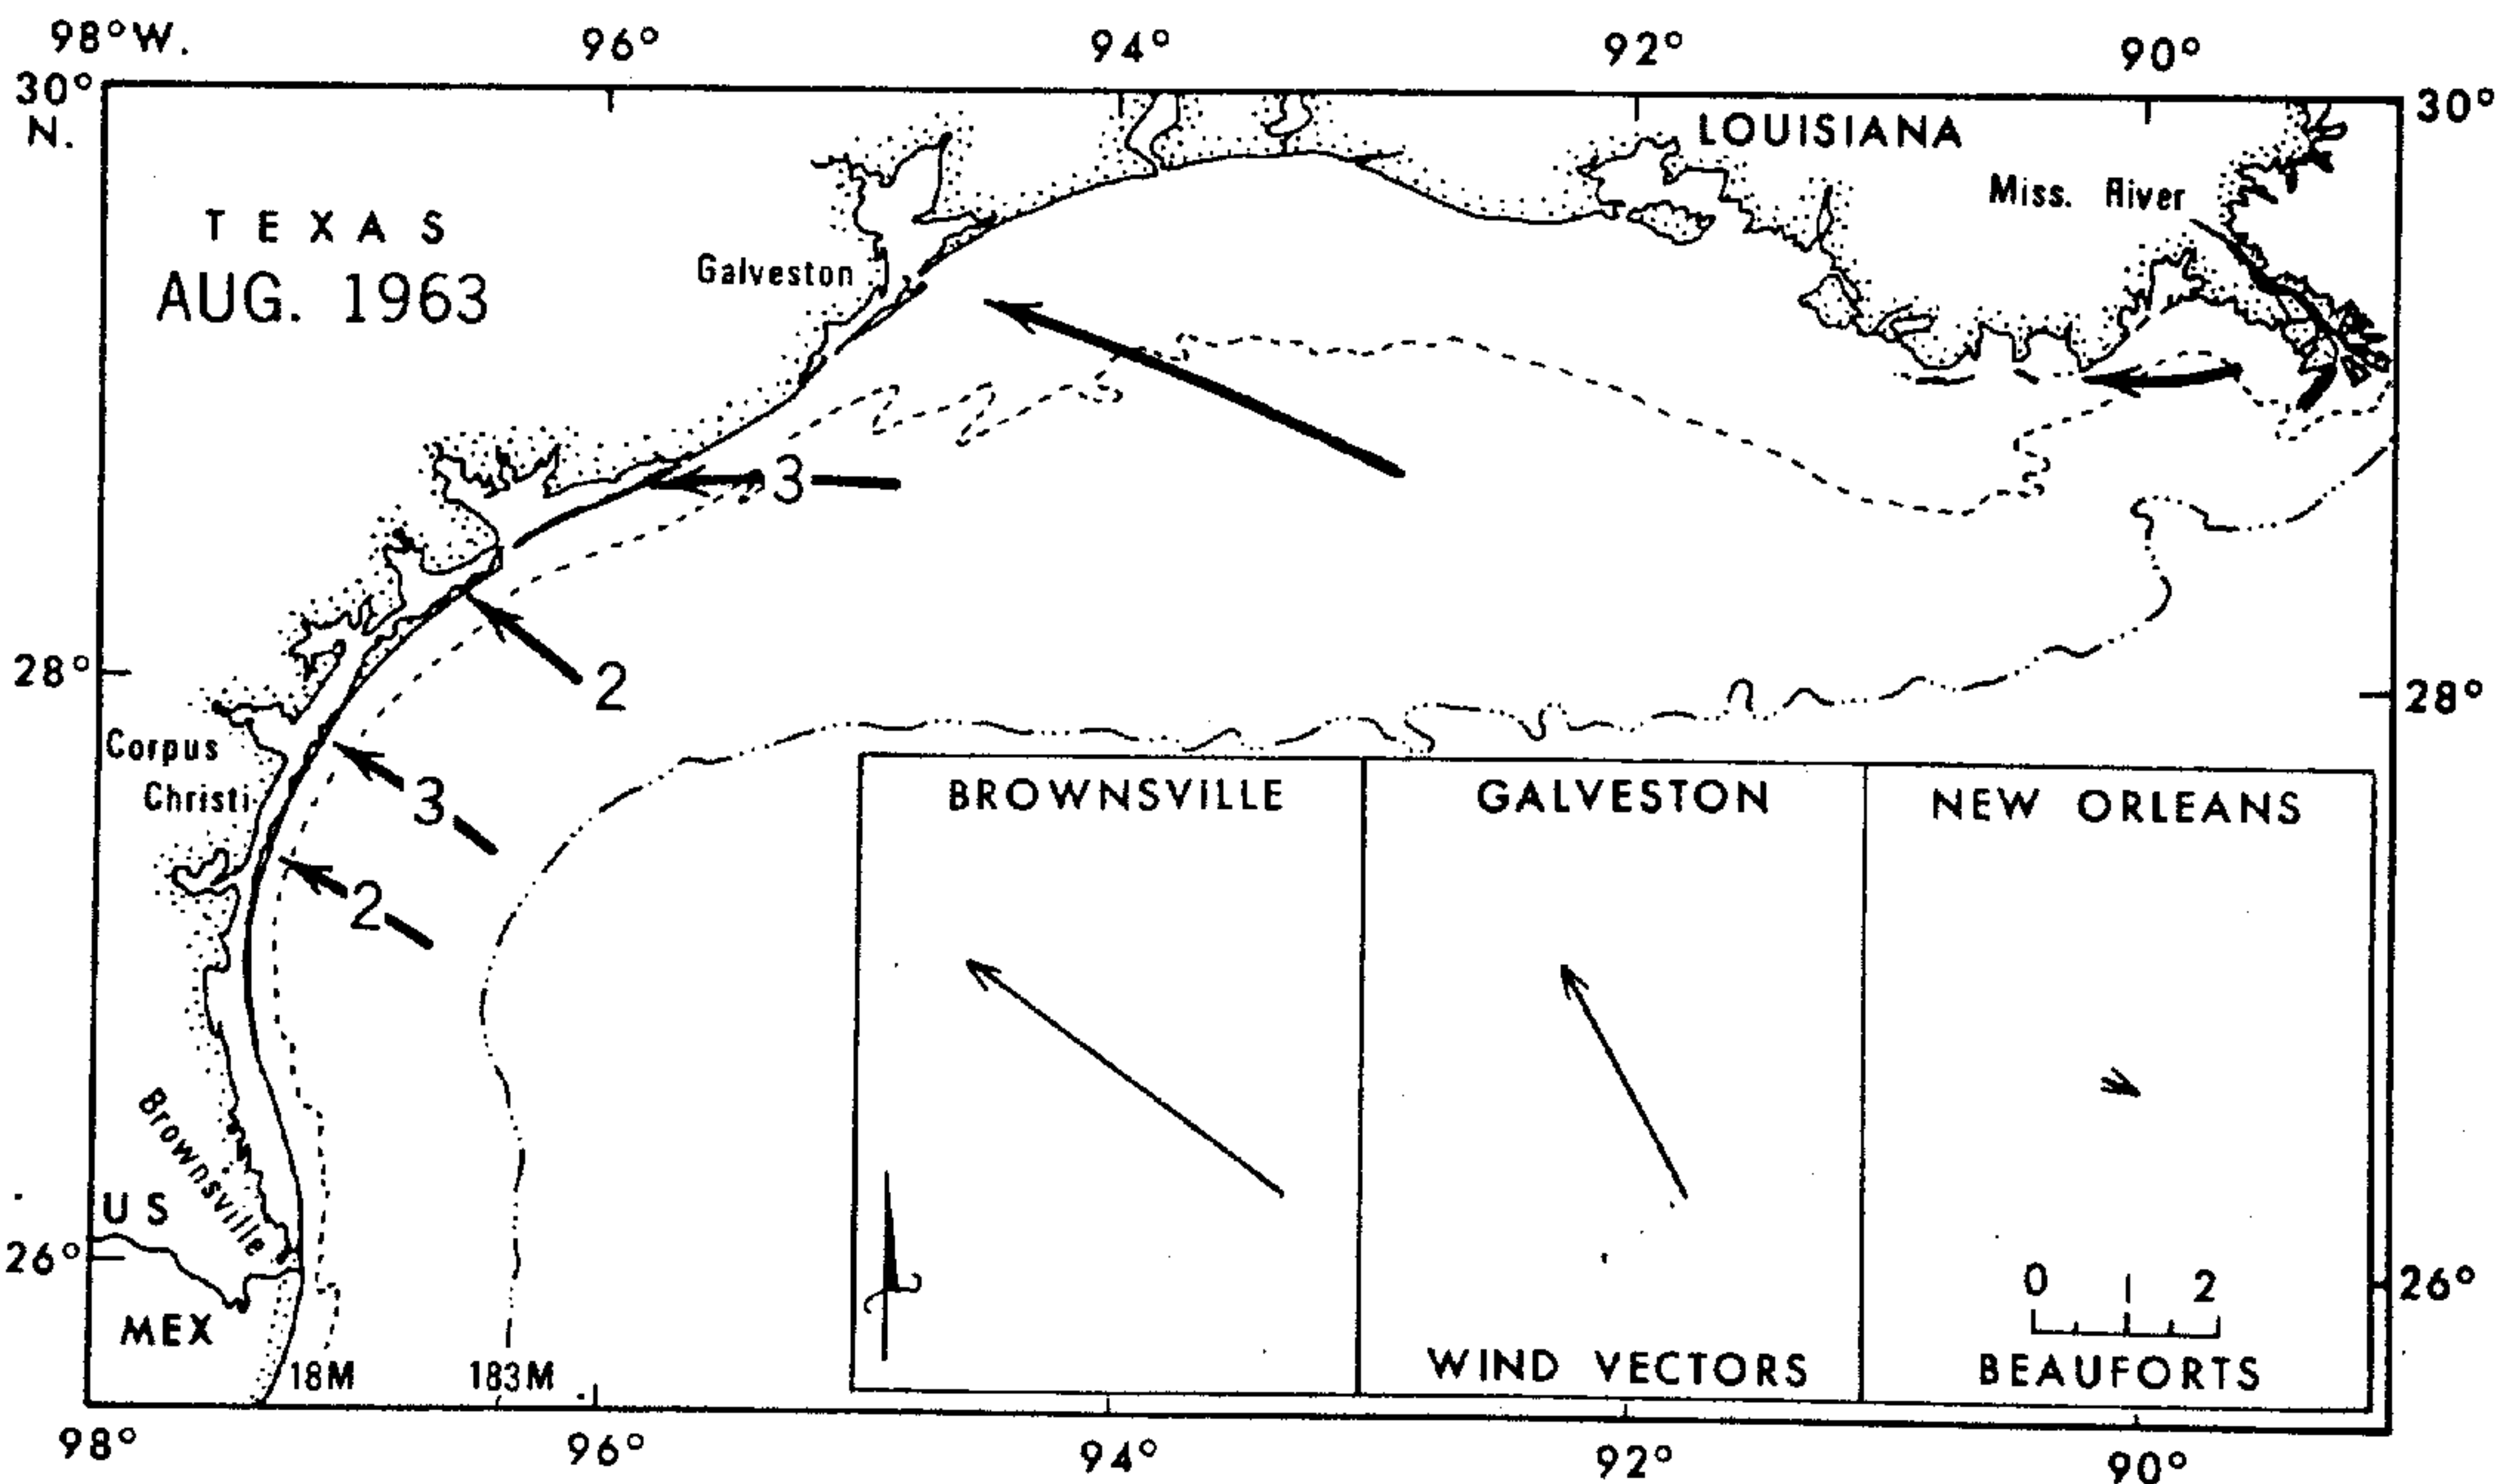 98°W.
96°
94°
92°
90°
30°
N.
30°
LOUISIANA
Miss. River
TEXAS
AUG. 1963
Galveston
3
28°
2
28°
Corpus
Christi
3
2
BROWNSVILLE
GALVESTON
NEW ORLEANS
Brownsville
US
26°
MEX
18M
183M
0 1 2
26°
WIND VECTORS
BEAUFORTS
98°
96°
94°
92°
90°